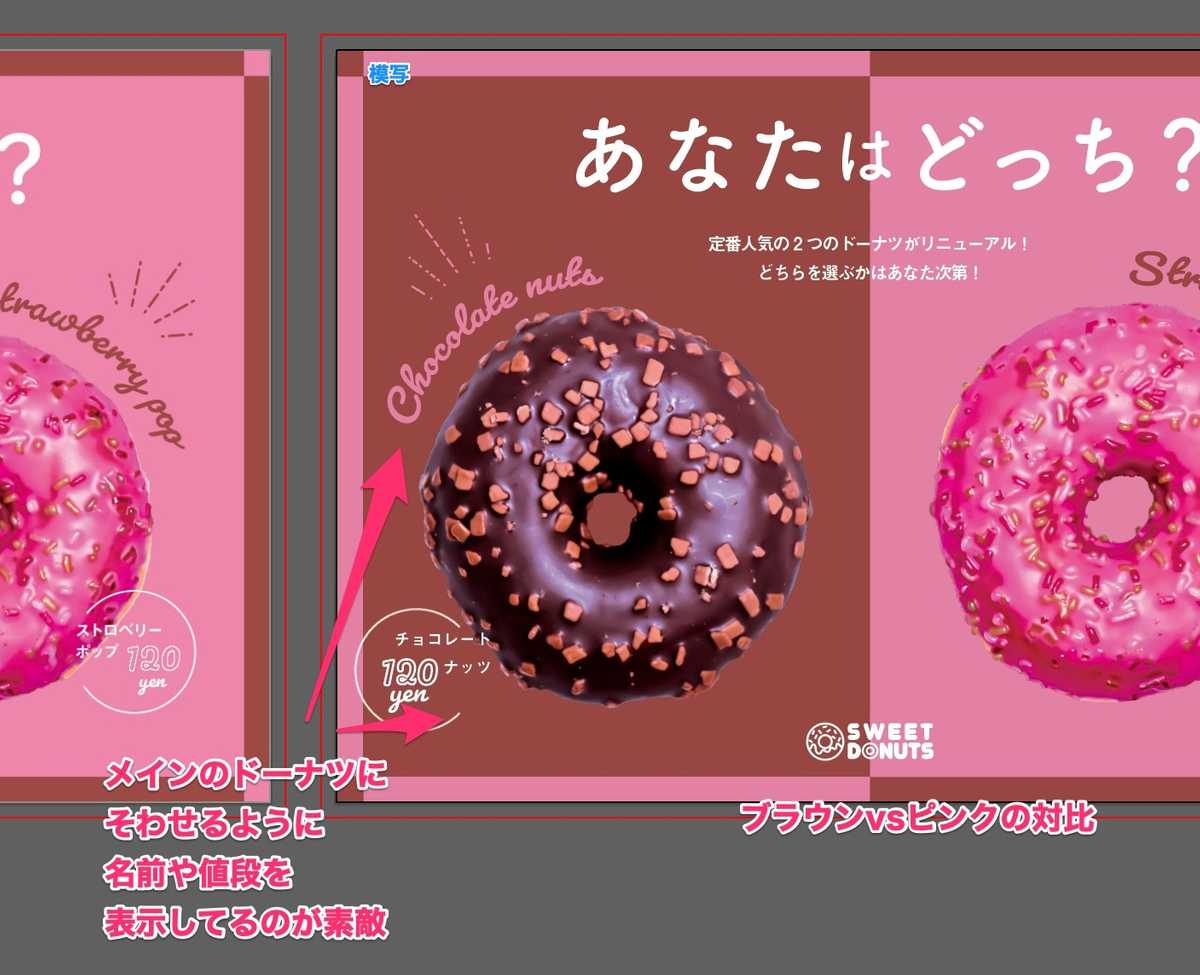 ?
trawberry pop
ストロベリー
ポップ 120
yen
模写
あなたはどっち?
定番人気の2つのドーナツがリニューアル!
どちらを選ぶかはあなた次第!
Chocolate nuts
Str
チョコレート
120 ナッツ
yen
SWEET
DONUTS
メインのドーナツに
そわせるように
名前や値段を
表示してるのが素敵
ブラウンvsピンクの対比